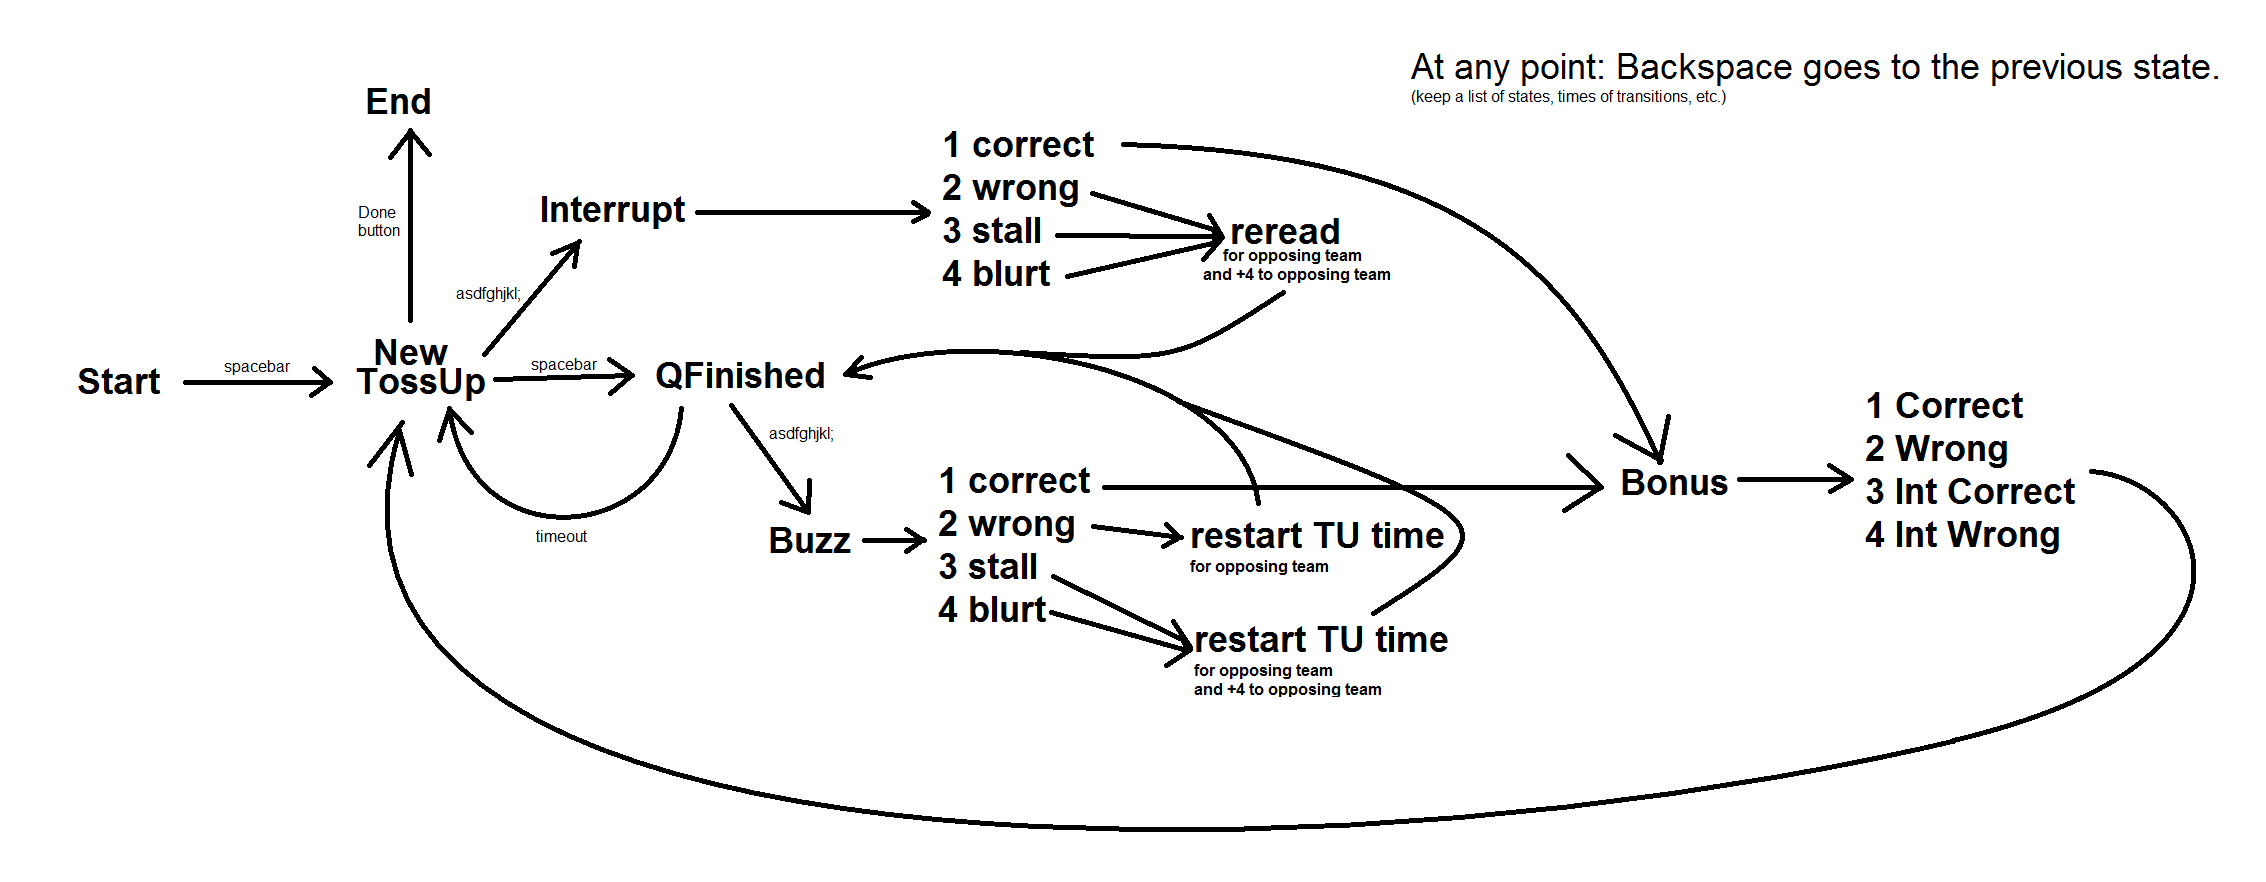 At any point: Backspace goes to the previous state.
(keep a list of states, times of transitions, etc.)
End
Done
button
Interrupt
asdfghjkl;
1 correct
2 wrong
3 stall
4 blurt
reread
for opposing team
and +4 to opposing team
Start
spacebar
New
TossUp
spacebar
QFinished
timeout
asdfghjkl;
Buzz
1 correct
2 wrong
3 stall
4 blurt
restart TU time
for opposing team
restart TU time
for opposing team
and +4 to opposing team
Bonus
1 Correct
2 Wrong
3 Int Correct
4 Int Wrong